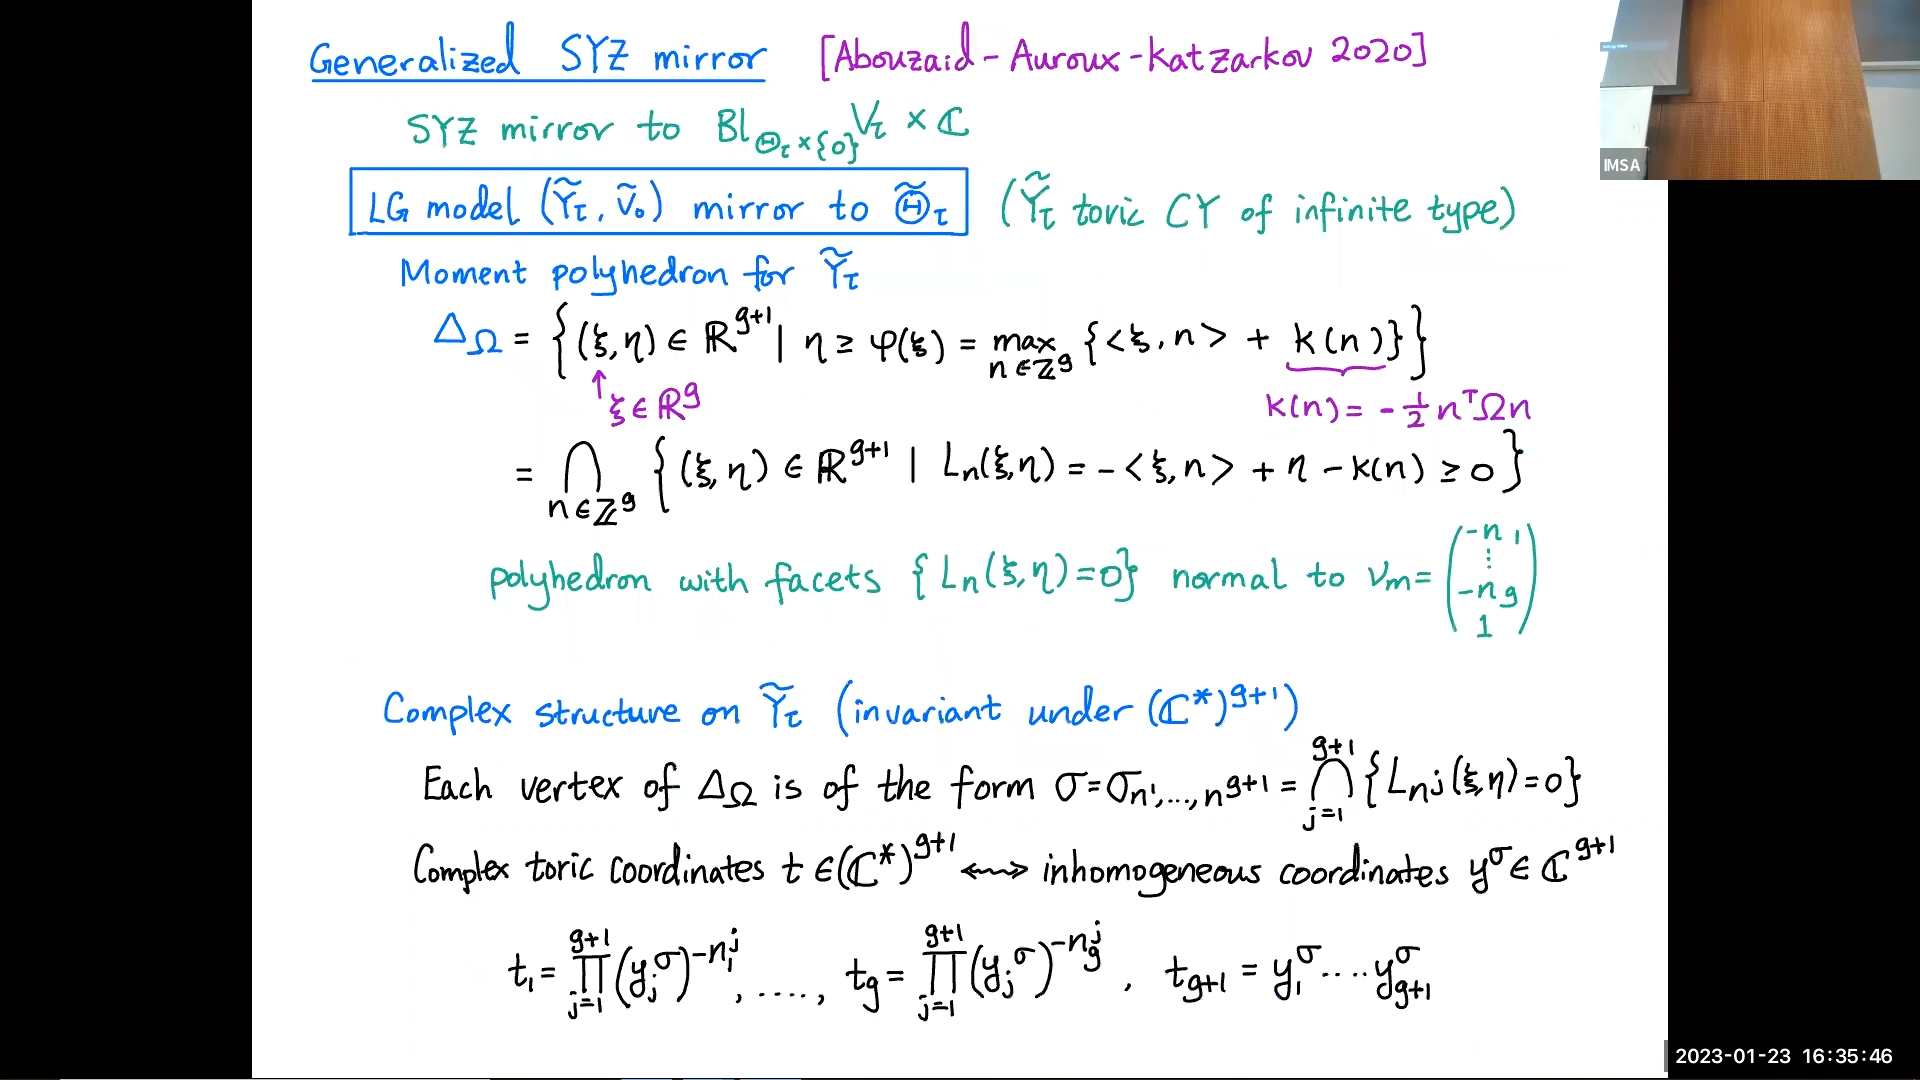 Generalized SYZ mirror [Abouzaid - Auroux - Katzarkov 2020]
SYZ mirror to Bl_{Θ_τ × {0}} V_τ × ℂ
LG model (Ỹ_τ, ṽ_0) mirror to Θ̃_τ (Ỹ_τ toric CY of infinite type)
Moment polyhedron for Ỹ_τ
Δ_Ω = { (ξ, η) ∈ ℝ^{g+1} | η ≥ φ(ξ) = max_{n ∈ ℤ^g} {<ξ, n> + k(n)} }
↑ ξ ∈ ℝ^g k(n) = -½ n^T Ω n
= ⋂_{n ∈ ℤ^g} { (ξ, η) ∈ ℝ^{g+1} | L_n(ξ, η) = -<ξ, n> + η - k(n) ≥ 0 }
polyhedron with facets {L_n(ξ, η) = 0} normal to ν_m = (-n_1 ⋮ -n_g 1)
Complex structure on Ỹ_τ (invariant under (ℂ*)^{g+1})
Each vertex of Δ_Ω is of the form σ = σ_{n^1, ..., n^{g+1}} = ⋂_{j=1}^{g+1} {L_{n^j}(ξ, η) = 0}
Complex toric coordinates t ∈ (ℂ*)^{g+1} ↭ inhomogeneous coordinates y^σ ∈ ℂ^{g+1}
t_1 = ∏_{j=1}^{g+1} (y_j^σ)^{-n_1^j}, ...., t_g = ∏_{j=1}^{g+1} (y_j^σ)^{-n_g^j}, t_{g+1} = y_1^σ .... y_{g+1}^σ
IMSA
2023-01-23 16:35:46